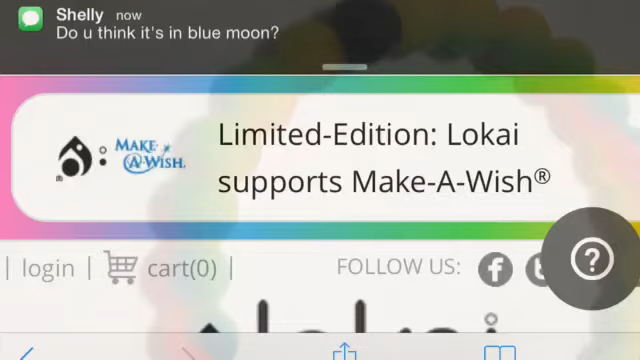 Shelly now
Do u think it's in blue moon?
MAKE-A-WISH.
Limited-Edition: Lokai
supports Make-A-Wish®
| login | cart(0) |
FOLLOW US: f
?
lokai